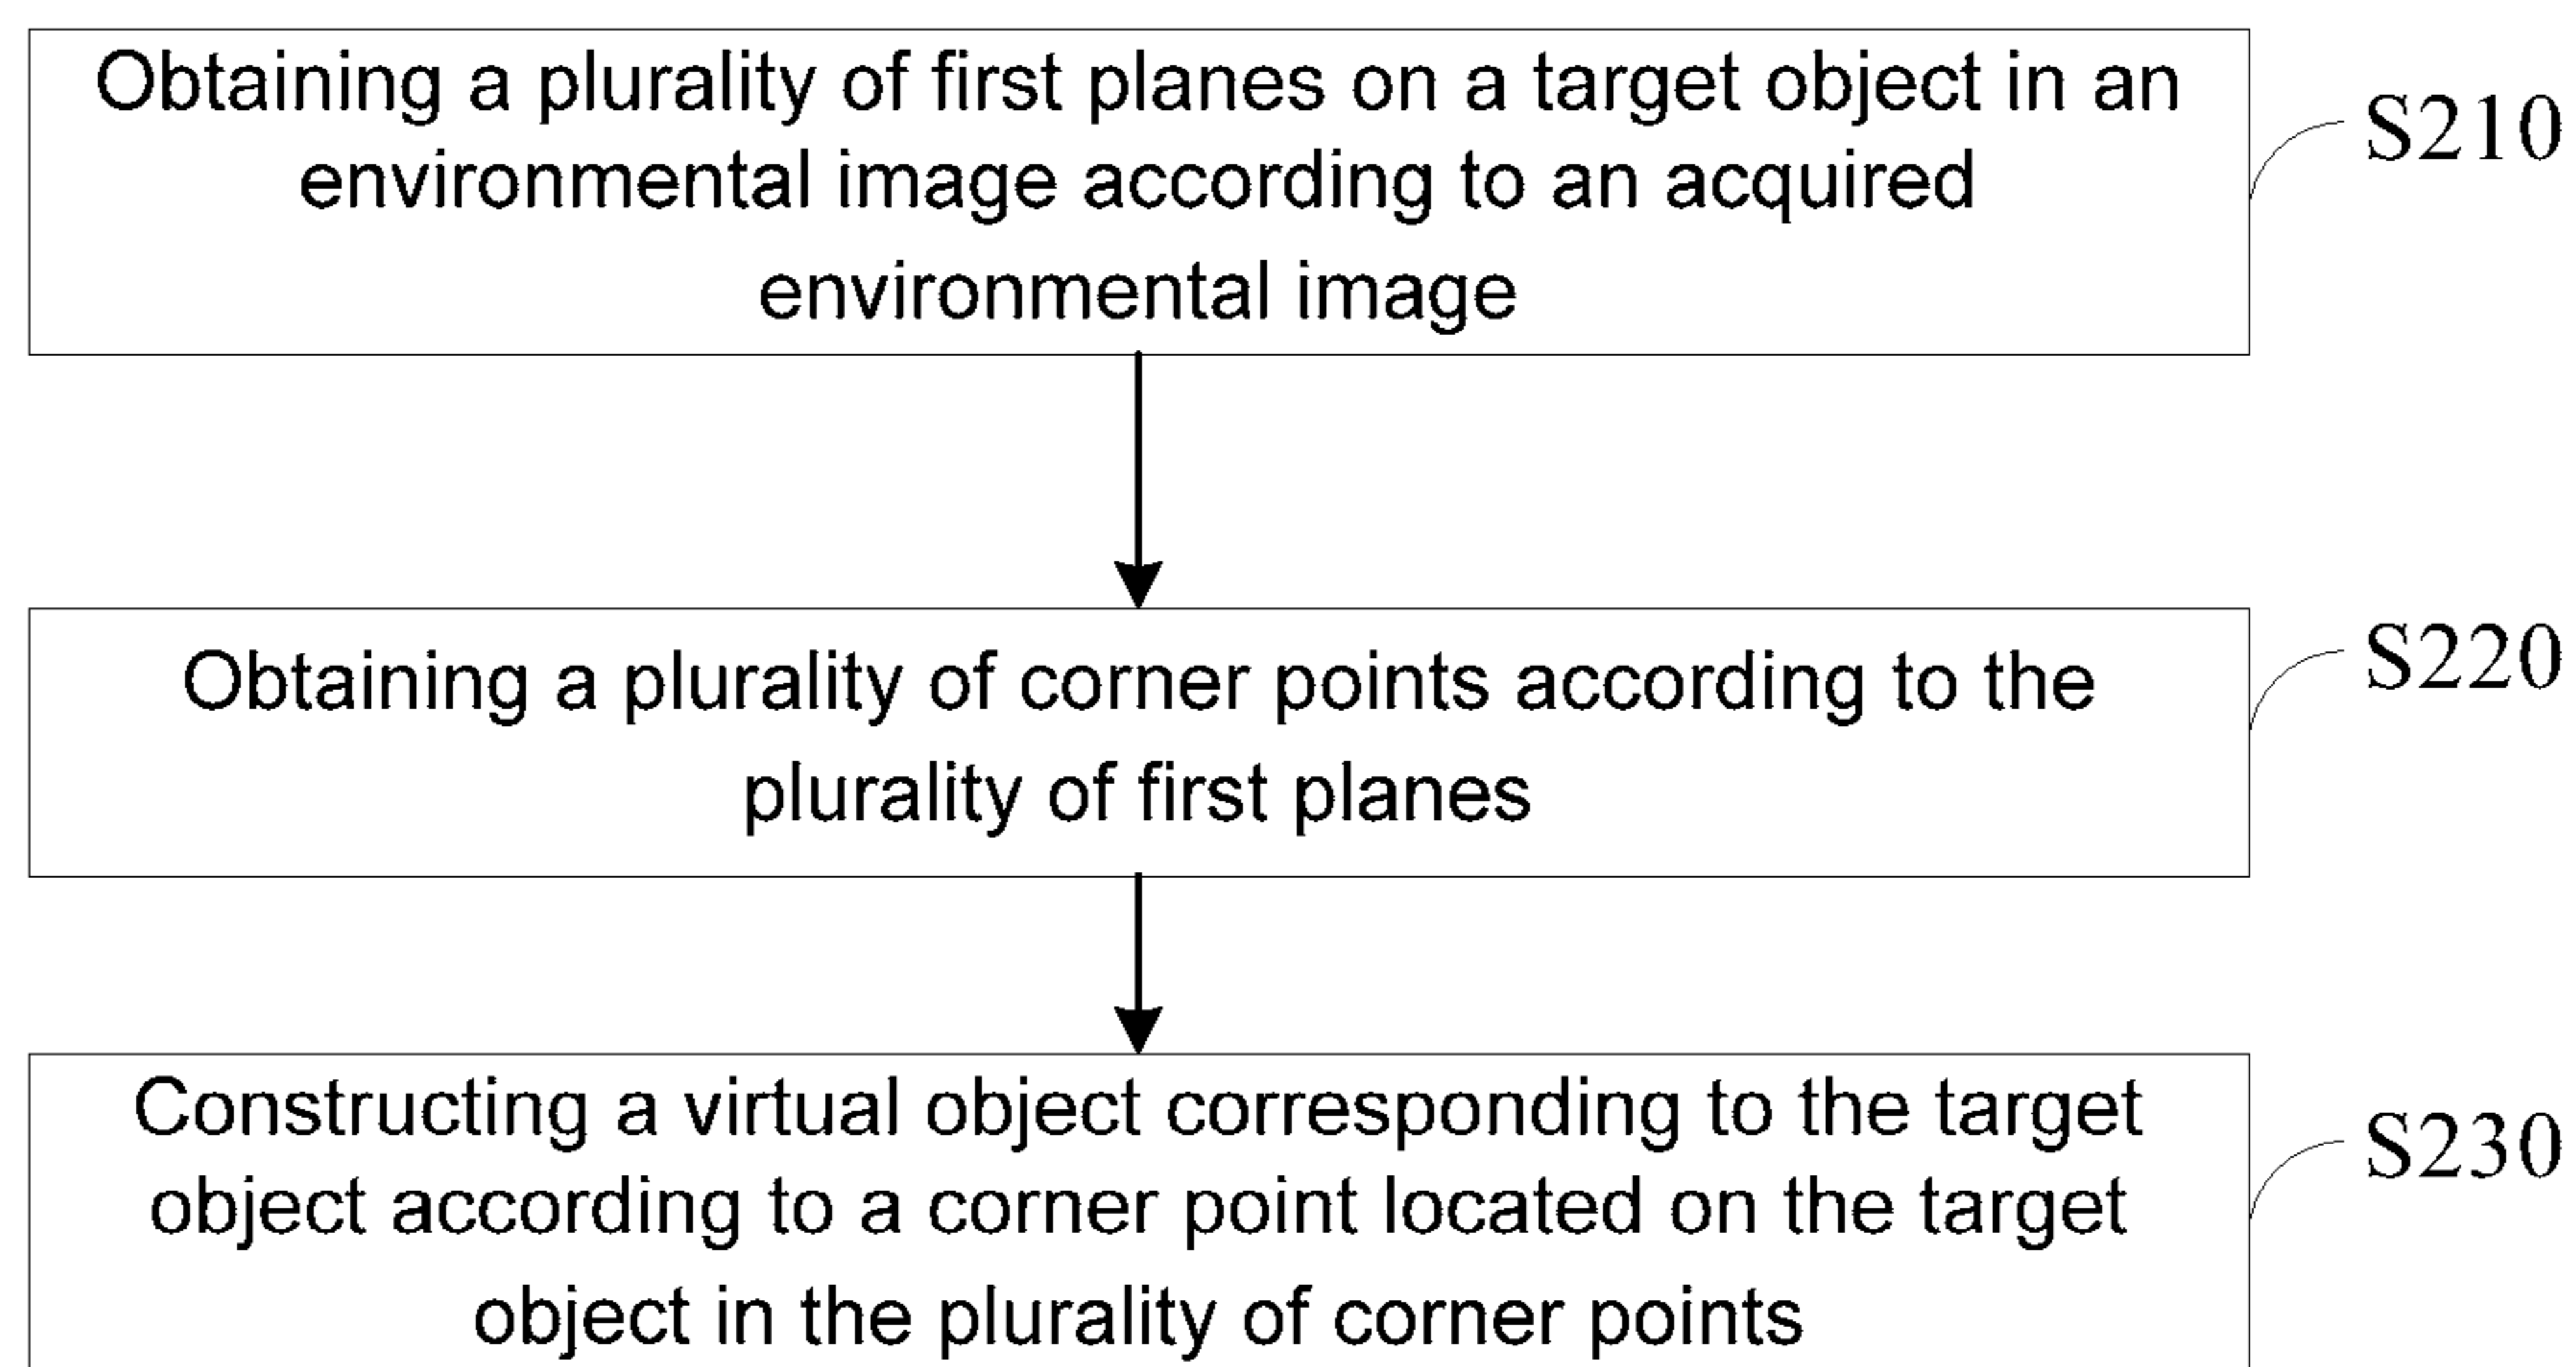 Obtaining a plurality of first planes on a target object in an
environmental image according to an acquired
environmental image
S210
Obtaining a plurality of corner points according to the
plurality of first planes
S220
Constructing a virtual object corresponding to the target
object according to a corner point located on the target
object in the plurality of corner points
S230